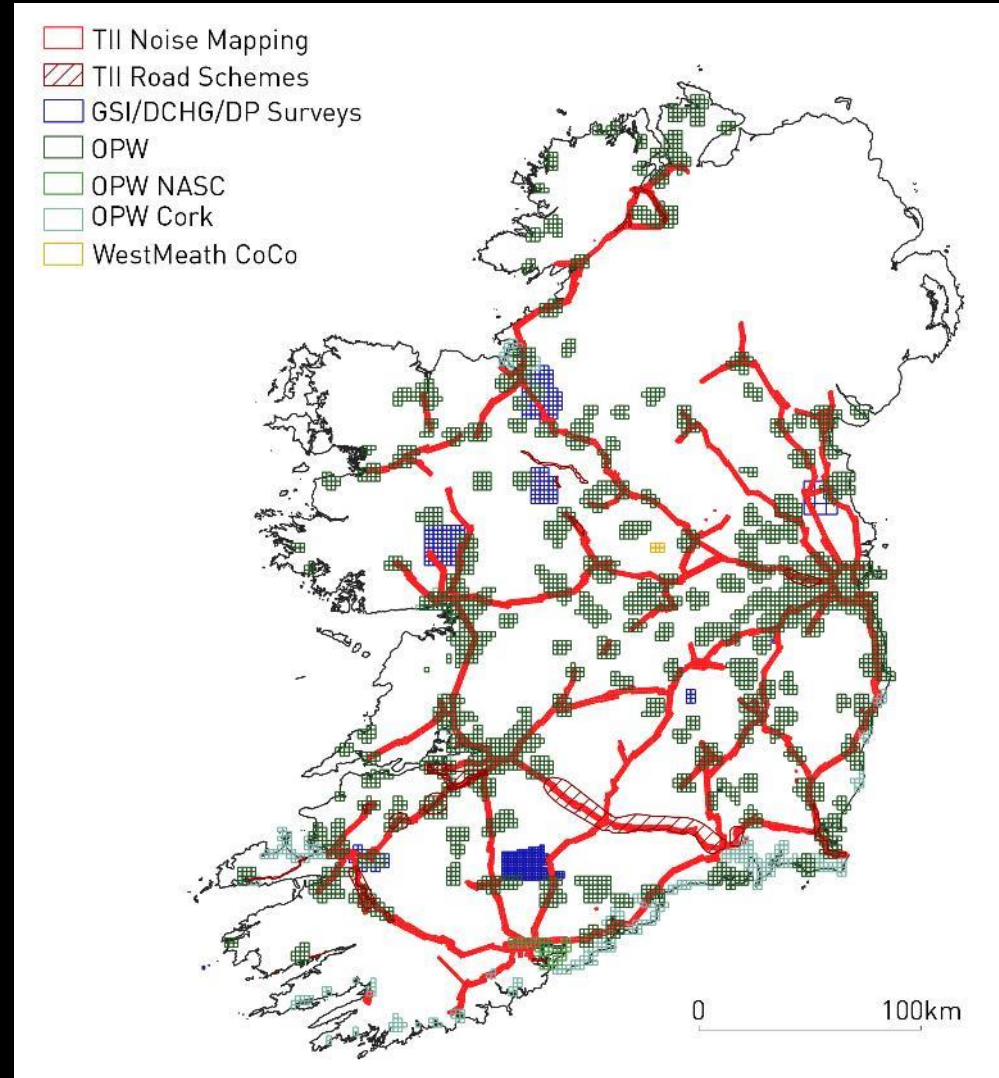 TII Noise Mapping
TII Road Schemes
GSI/DCHG/DP Surveys
OPW
OPW NASC
OPW Cork
WestMeath CoCo
0 100km